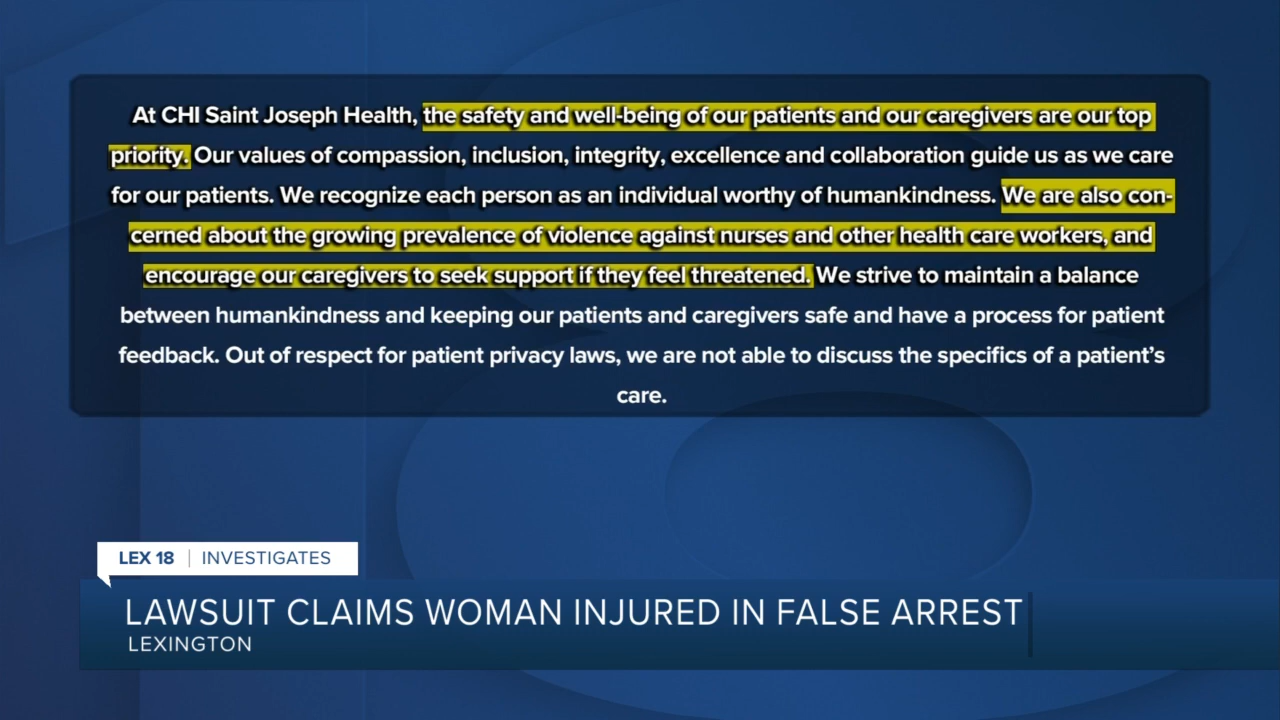 At CHI Saint Joseph Health, the safety and well-being of our patients and our caregivers are our top
priority. Our values of compassion, inclusion, integrity, excellence and collaboration guide us as we care
for our patients. We recognize each person as an individual worthy of humankindness. We are also con-
cerned about the growing prevalence of violence against nurses and other health care workers, and
encourage our caregivers to seek support if they feel threatened. We strive to maintain a balance
between humankindness and keeping our patients and caregivers safe and have a process for patient
feedback. Out of respect for patient privacy laws, we are not able to discuss the specifics of a patient's
care.
LEX 18 | INVESTIGATES
LAWSUIT CLAIMS WOMAN INJURED IN FALSE ARREST
LEXINGTON